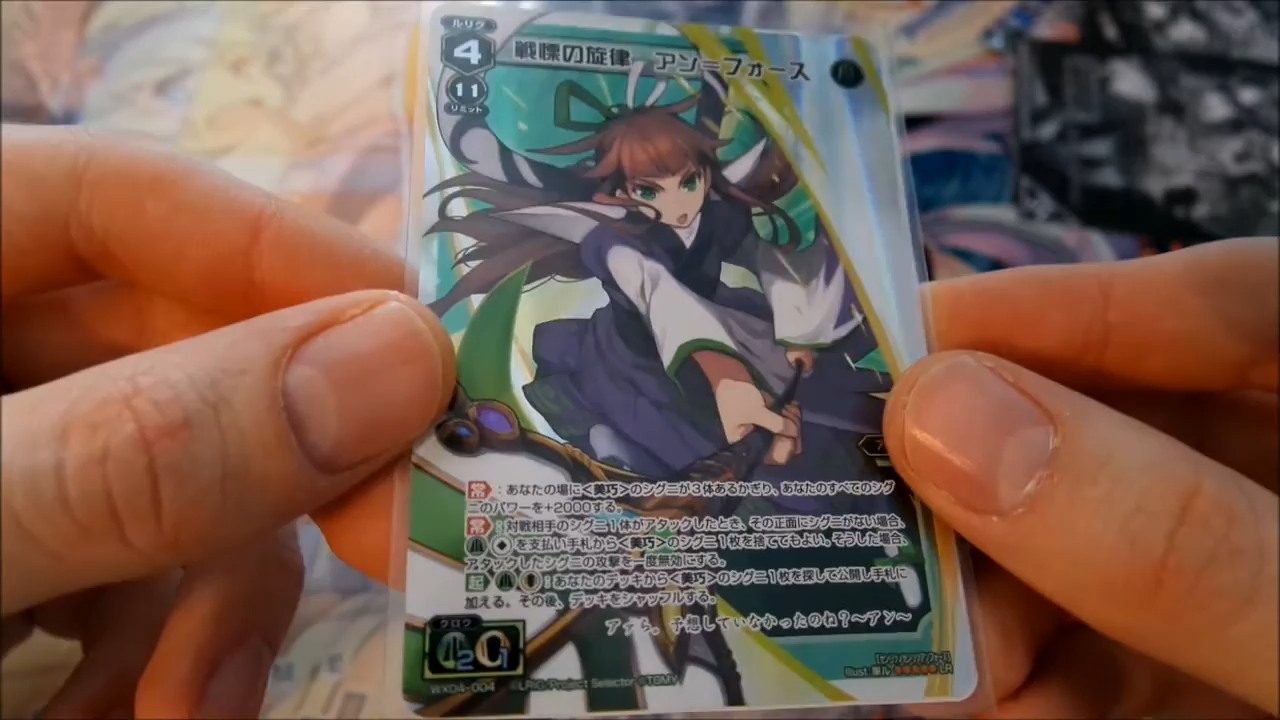 ルリグ
4
戦慄の旋律 アン＝フォース
11
リミット
常：あなたの場に<美巧>のシグニが３体あるかぎり、あなたのすべてのシグ
ニのパワーを+2000する。
常：対戦相手のシグニ１体がアタックしたとき、その正面にシグニがない場合、
を支払い手札から<美巧>のシグニ１枚を捨ててもよい。そうした場合、
アタックしたシグニの攻撃を一度無効にする。
起：あなたのデッキから<美巧>のシグニ１枚を探して公開し手札に
加える。その後、デッキをシャッフルする。
アァら、予想していなかったのね？～アン～
グロウ
2 1
WX04-004 ©LRIG/Project Selector ©TOMY
Illust. LR